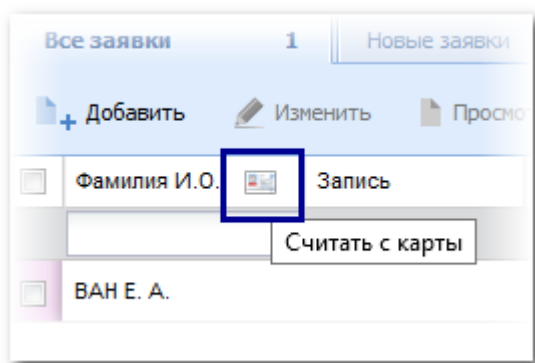 Все заявки 1 Новые заявки
Добавить Изменить Просмо
Фамилия И.О. Запись
Считать с карты
ВАН Е. А.